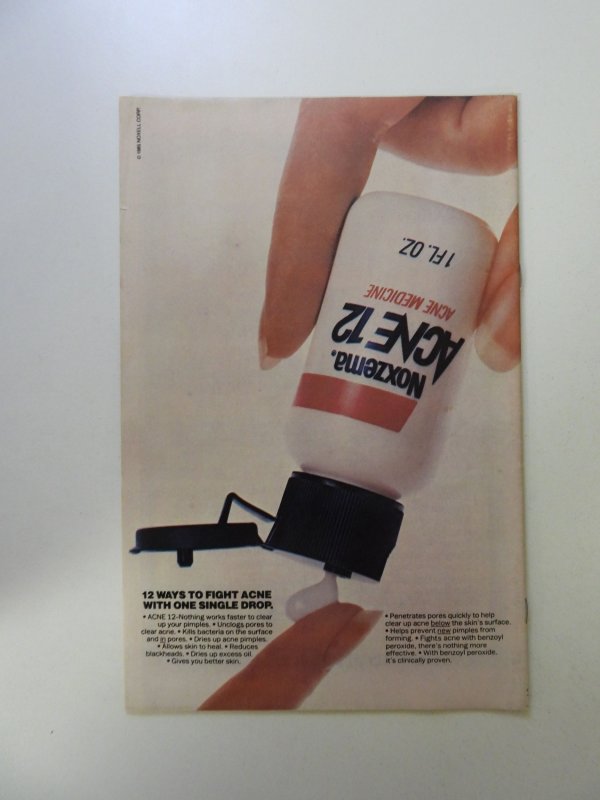 © 1985 NOXELL CORP.
1 FL. OZ.
ACNE MEDICINE
ACNE 12
Noxzema.
12 WAYS TO FIGHT ACNE
WITH ONE SINGLE DROP.
• ACNE 12–Nothing works faster to clear
up your pimples. • Unclogs pores to
clear acne. • Kills bacteria on the surface
and in pores. • Dries up acne pimples.
• Allows skin to heal. • Reduces
blackheads. • Dries up excess oil.
• Gives you better skin.
• Penetrates pores quickly to help
clear up acne below the skin's surface.
• Helps prevent new pimples from
forming. • Fights acne with benzoyl
peroxide, there's nothing more
effective. • With benzoyl peroxide,
it's clinically proven.